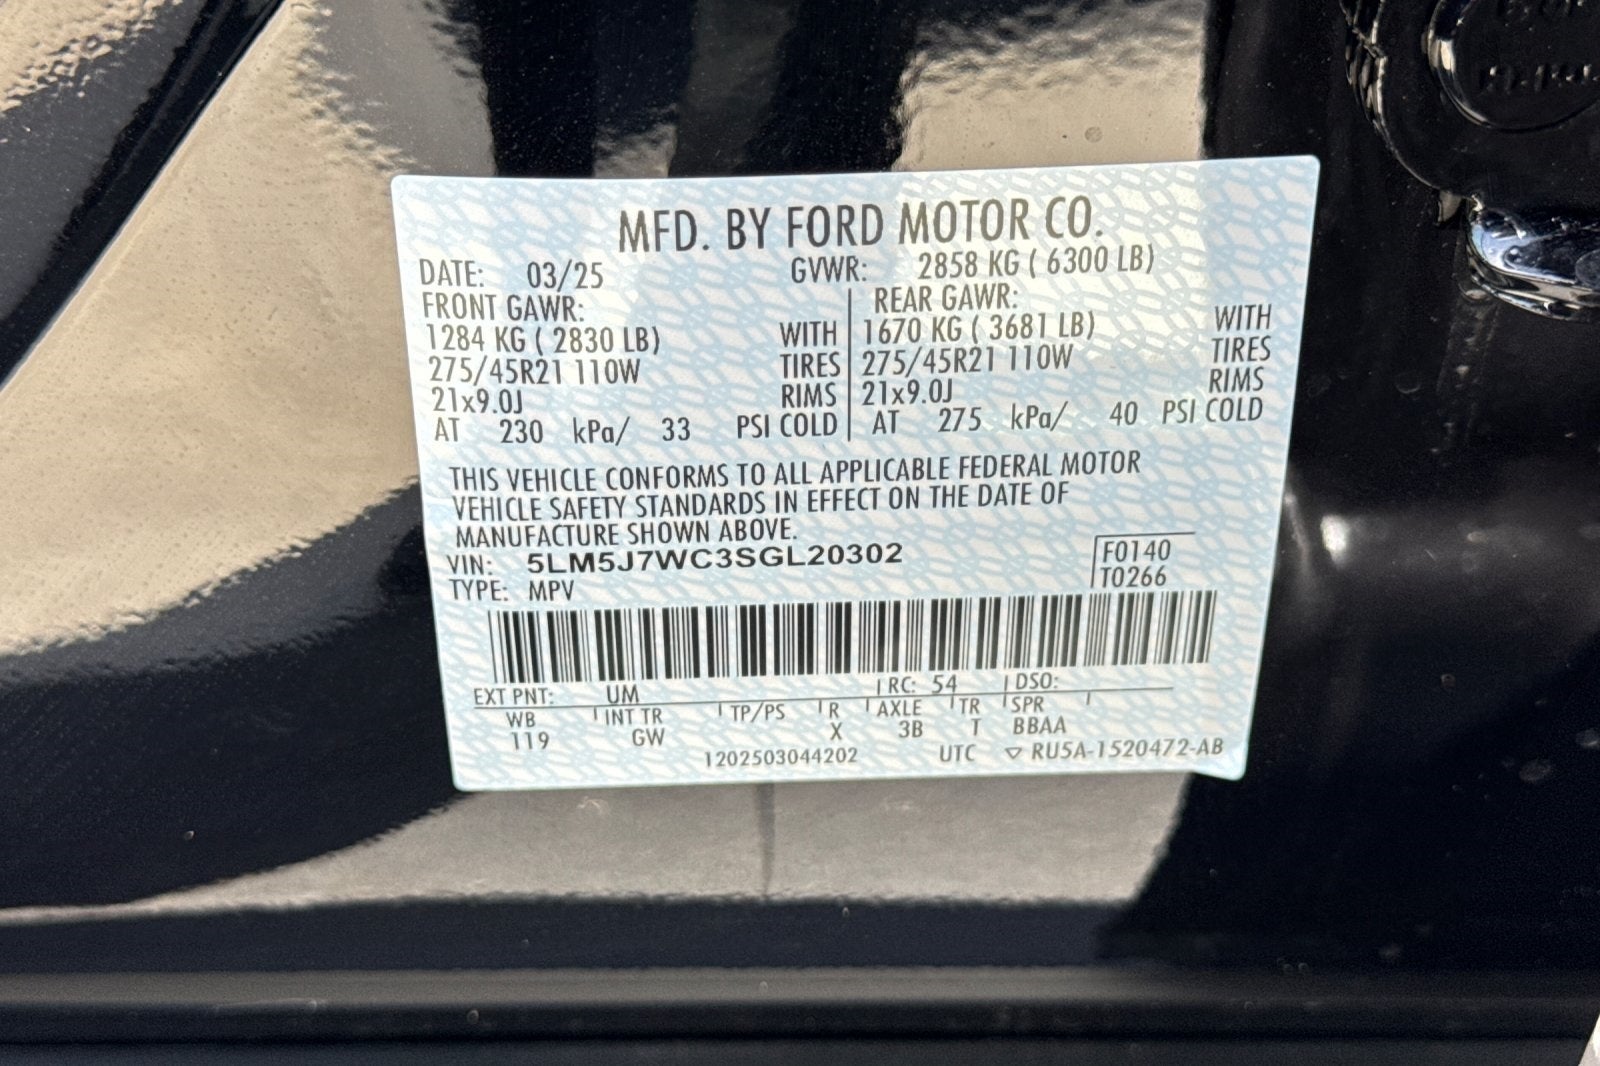 MFD. BY FORD MOTOR CO.
DATE: 03/25 GVWR: 2858 KG ( 6300 LB)
FRONT GAWR: REAR GAWR:
1284 KG ( 2830 LB) WITH 1670 KG ( 3681 LB) WITH
275/45R21 110W TIRES 275/45R21 110W TIRES
21x9.0J RIMS 21x9.0J RIMS
AT 230 kPa/ 33 PSI COLD AT 275 kPa/ 40 PSI COLD
THIS VEHICLE CONFORMS TO ALL APPLICABLE FEDERAL MOTOR
VEHICLE SAFETY STANDARDS IN EFFECT ON THE DATE OF
MANUFACTURE SHOWN ABOVE.
VIN: 5LM5J7WC3SGL20302 F0140
TYPE: MPV T0266
EXT PNT: UM RC: 54 DSO:
WB INT TR TP/PS R AXLE TR SPR
119 GW X 3B T BBAA
1202503044202 UTC ▽ RU5A-1520472-AB